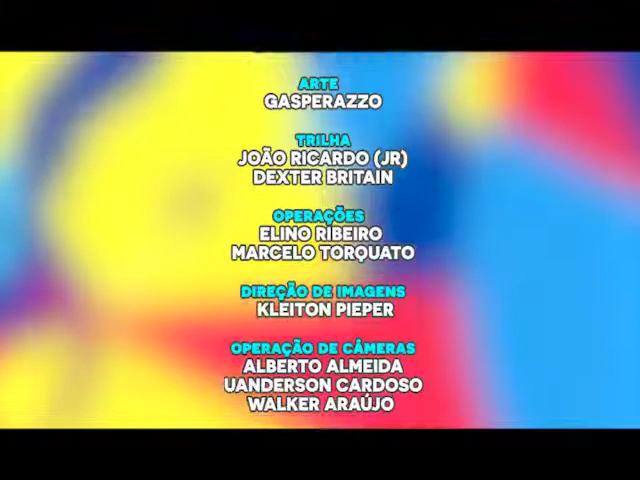 ARTE
GASPERAZZO
TRILHA
JOÃO RICARDO (JR)
DEXTER BRITAIN
OPERAÇÕES
ELINO RIBEIRO
MARCELO TORQUATO
DIREÇÃO DE IMAGENS
KLEITON PIEPER
OPERAÇÃO DE CÂMERAS
ALBERTO ALMEIDA
UANDERSON CARDOSO
WALKER ARAÚJO